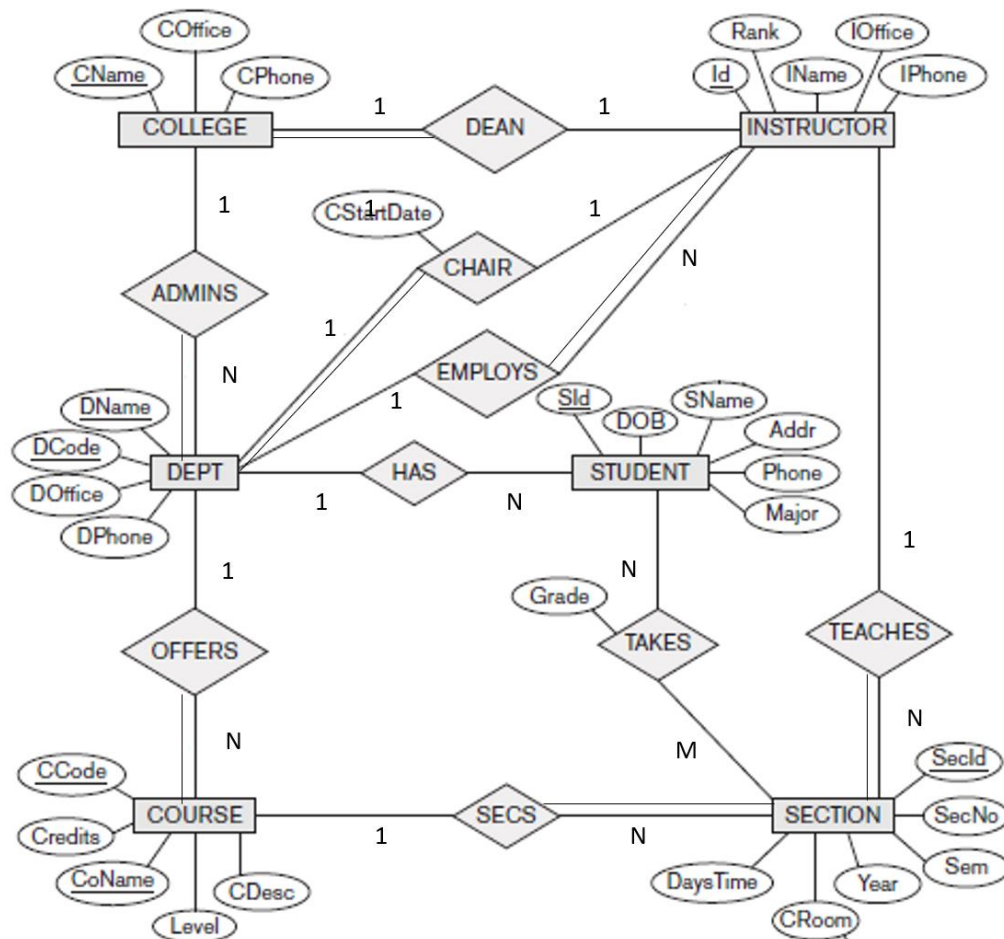 COffice
CName
CPhone
COLLEGE
1
DEAN
1
Rank
IOffice
Id
IName
IPhone
INSTRUCTOR
1
CStartDate
1
1
CHAIR
N
ADMINS
1
N
EMPLOYS
1
DName
DCode
DOffice
DPhone
DEPT
1
HAS
N
SId
DOB
SName
Addr
Phone
Major
STUDENT
1
OFFERS
N
Grade
N
TAKES
M
1
TEACHES
N
CCode
Credits
CoName
Level
CDesc
COURSE
1
SECS
N
SecId
SecNo
Sem
Year
CRoom
DaysTime
SECTION